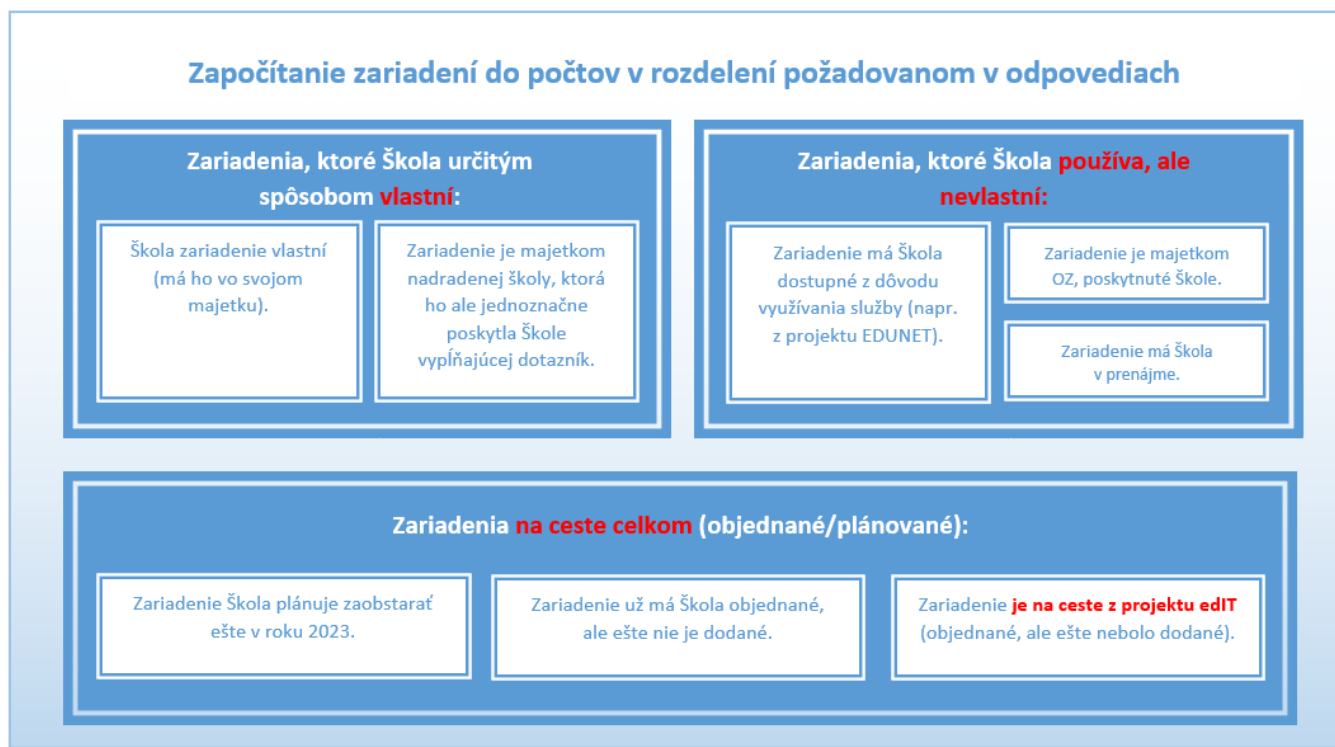 Započítanie zariadení do počtov v rozdelení požadovanom v odpovediach
Zariadenia, ktoré Škola určitým
spôsobom vlastní:
Škola zariadenie vlastní
(má ho vo svojom
majetku).
Zariadenie je majetkom
nadradenej školy, ktorá
ho ale jednoznačne
poskytla Škole
vypĺňajúcej dotazník.
Zariadenia, ktoré Škola používa, ale
nevlastní:
Zariadenie má Škola
dostupné z dôvodu
využívania služby (napr.
z projektu EDUNET).
Zariadenie je majetkom
OZ, poskytnuté Škole.
Zariadenie má Škola
v prenájme.
Zariadenia na ceste celkom (objednané/plánované):
Zariadenie Škola plánuje zaobstarať
ešte v roku 2023.
Zariadenie už má Škola objednané,
ale ešte nie je dodané.
Zariadenie je na ceste z projektu edIT
(objednané, ale ešte nebolo dodané).